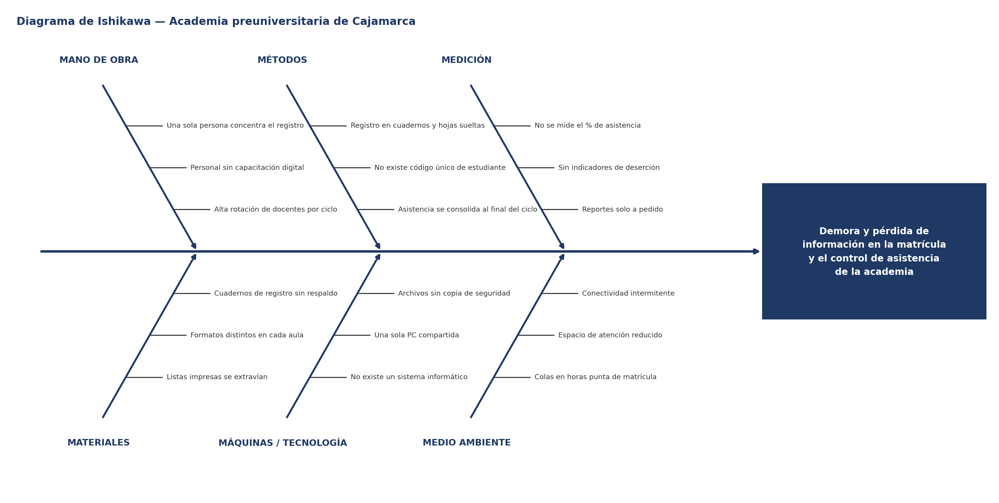 Diagrama de Ishikawa — Academia preuniversitaria de Cajamarca
MANO DE OBRA
MÉTODOS
MEDICIÓN
Una sola persona concentra el registro
Registro en cuadernos y hojas sueltas
No se mide el % de asistencia
Personal sin capacitación digital
No existe código único de estudiante
Sin indicadores de deserción
Alta rotación de docentes por ciclo
Asistencia se consolida al final del ciclo
Reportes solo a pedido
Demora y pérdida de
información en la matrícula
y el control de asistencia
de la academia
Cuadernos de registro sin respaldo
Archivos sin copia de seguridad
Conectividad intermitente
Formatos distintos en cada aula
Una sola PC compartida
Espacio de atención reducido
Listas impresas se extravían
No existe un sistema informático
Colas en horas punta de matrícula
MATERIALES
MÁQUINAS / TECNOLOGÍA
MEDIO AMBIENTE